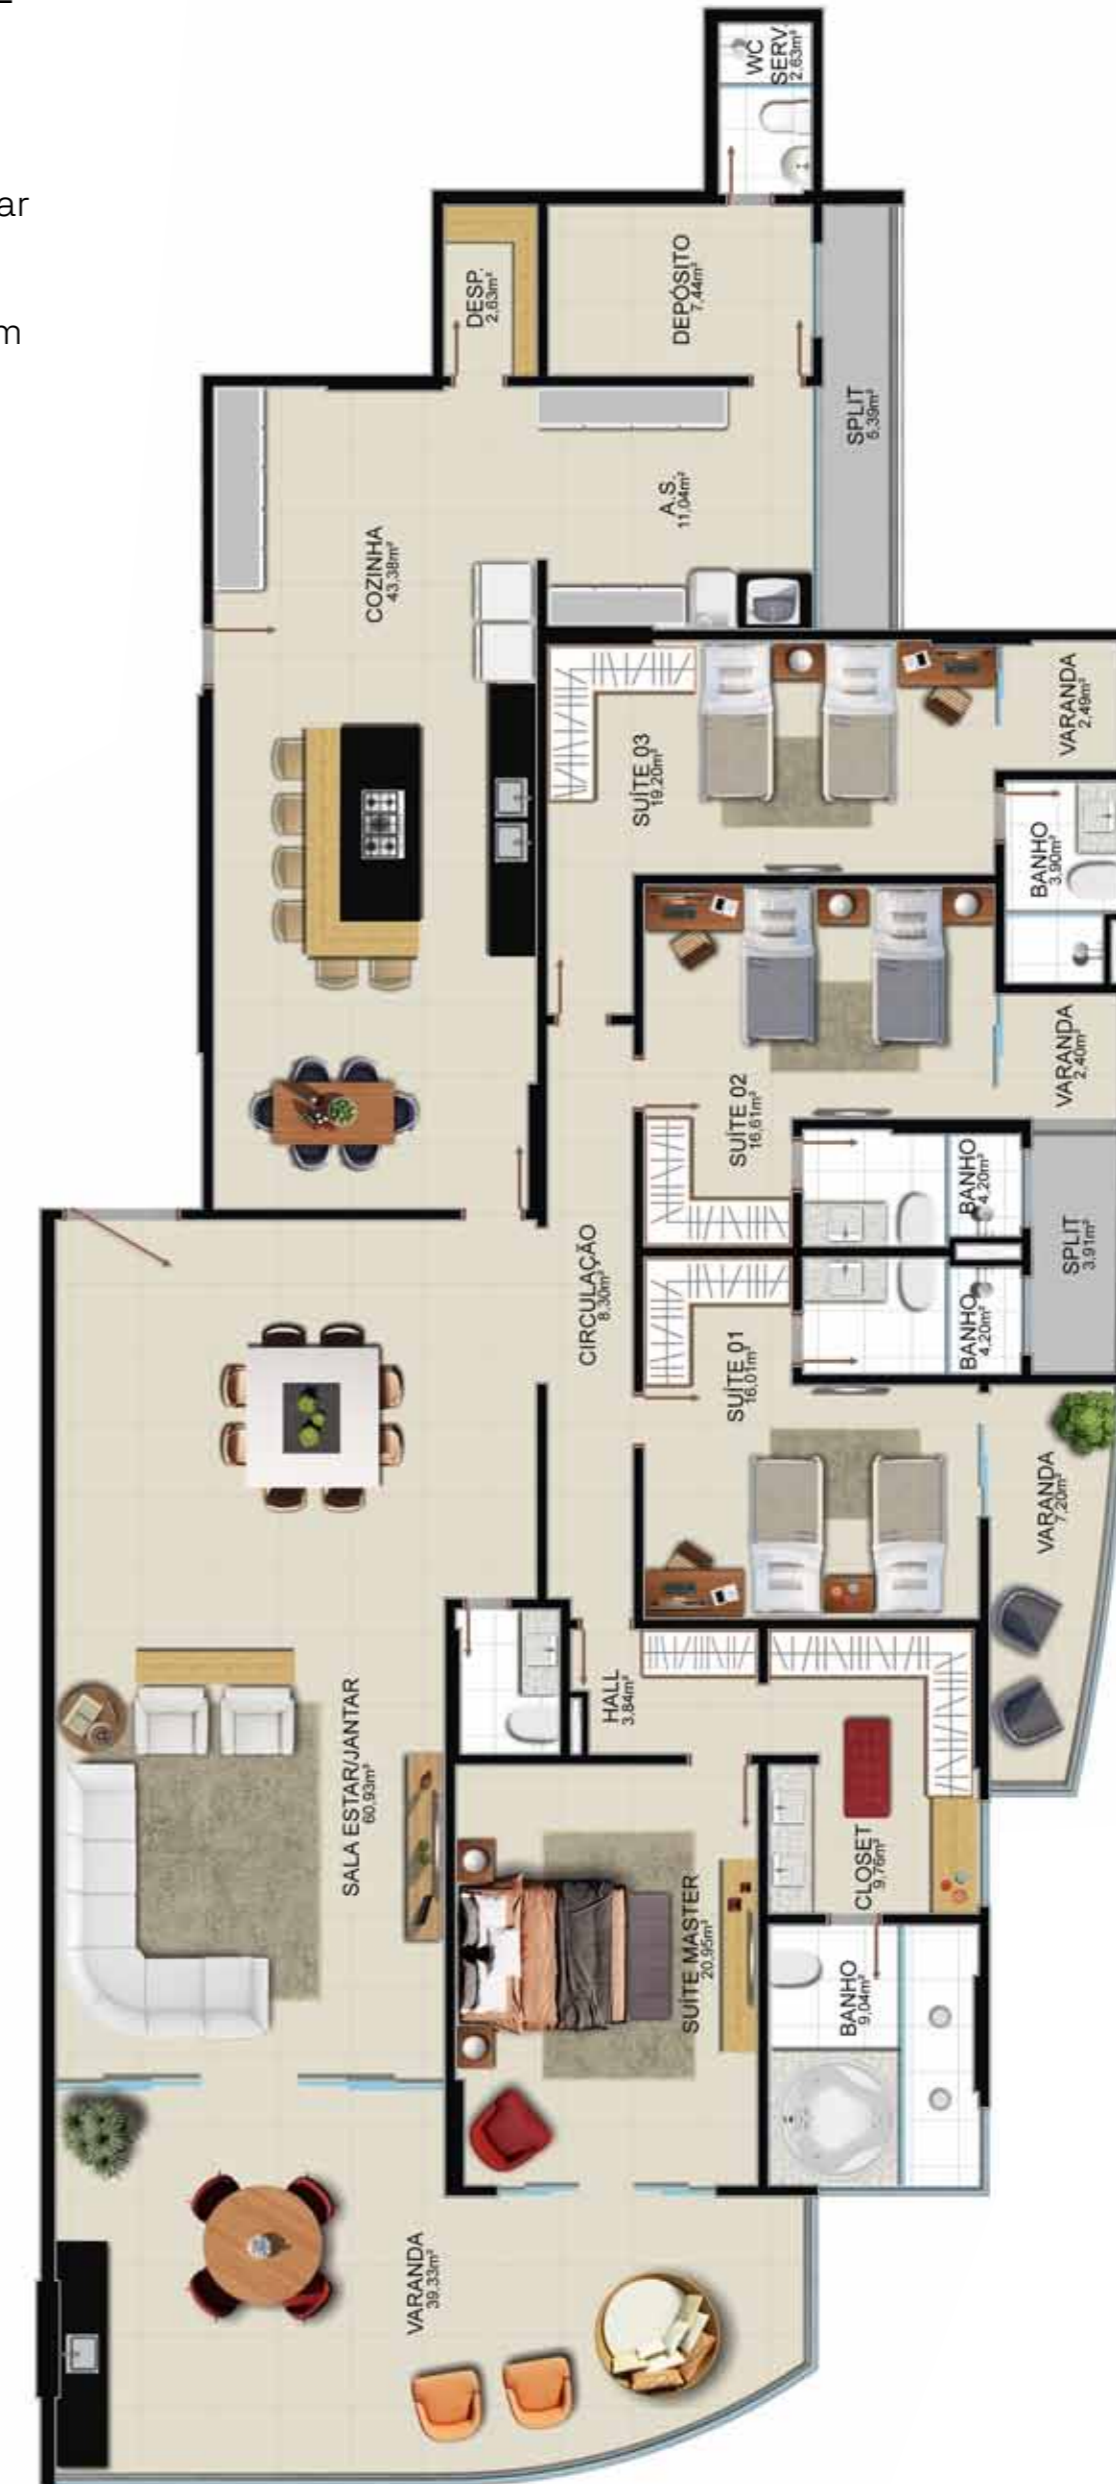 ar
m
WC
SERV.
2,63m²
DESP.
2,63m²
DEPÓSITO
7,44m²
SPLIT
5,39m²
A.S.
11,04m²
COZINHA
43,38m²
SUÍTE 03
19,20m²
VARANDA
2,49m²
BANHO
3,90m²
SUÍTE 02
16,61m²
VARANDA
2,40m²
BANHO
4,20m²
CIRCULAÇÃO
8,30m²
SPLIT
3,91m²
BANHO
4,20m²
SUÍTE 01
16,01m²
VARANDA
7,20m²
HALL
3,84m²
SALA ESTAR/JANTAR
60,93m²
CLOSET
9,76m²
SUÍTE MASTER
20,95m²
BANHO
9,04m²
VARANDA
39,33m²